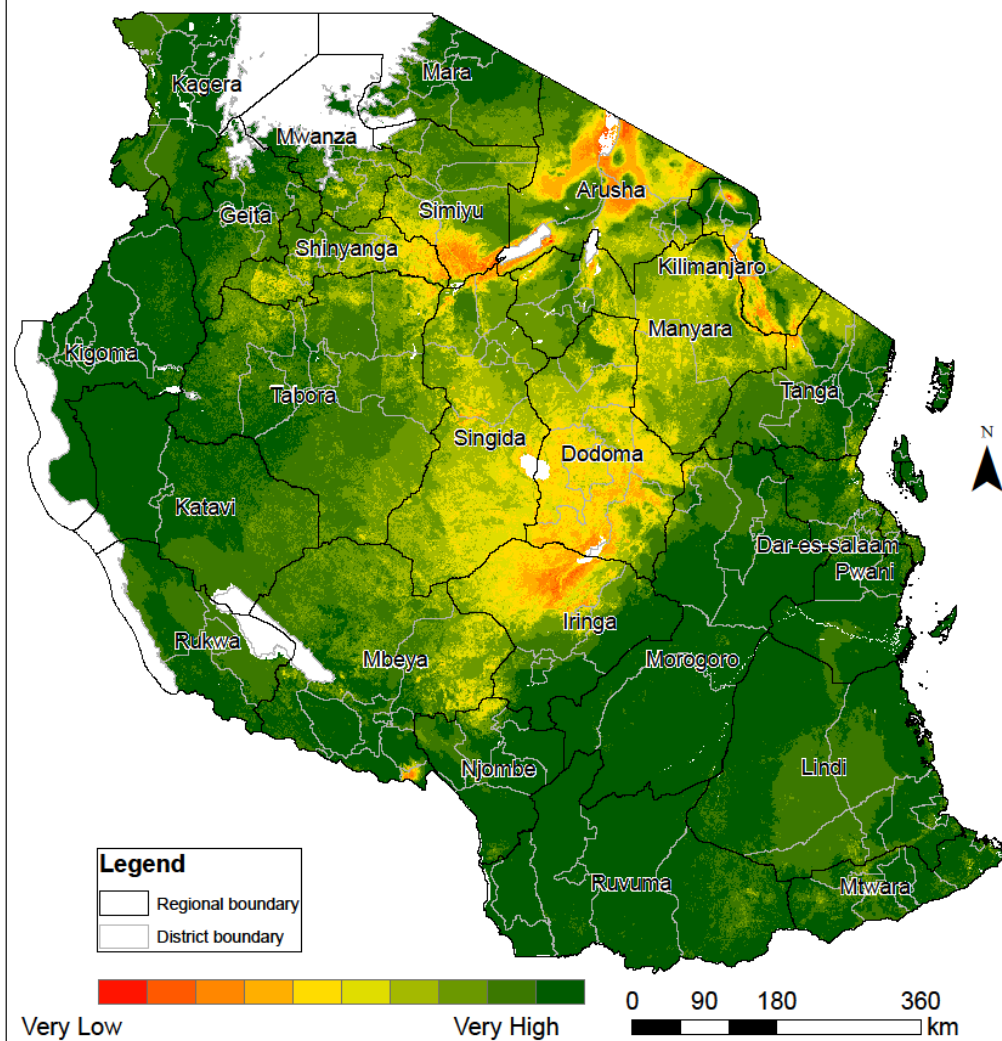 Kagera
Mara
Mwanza
Arusha
Geita
Simiyu
Shinyanga
Kilimanjaro
Manyara
Kigoma
Tabora
Tanga
Singida
Dodoma
N
Katavi
Dar-es-salaam
Pwani
Iringa
Rukwa
Mbeya
Morogoro
Njombe
Lindi
Ruvuma
Mtwara
Legend
Regional boundary
District boundary
Very Low
Very High
0 90 180 360
km